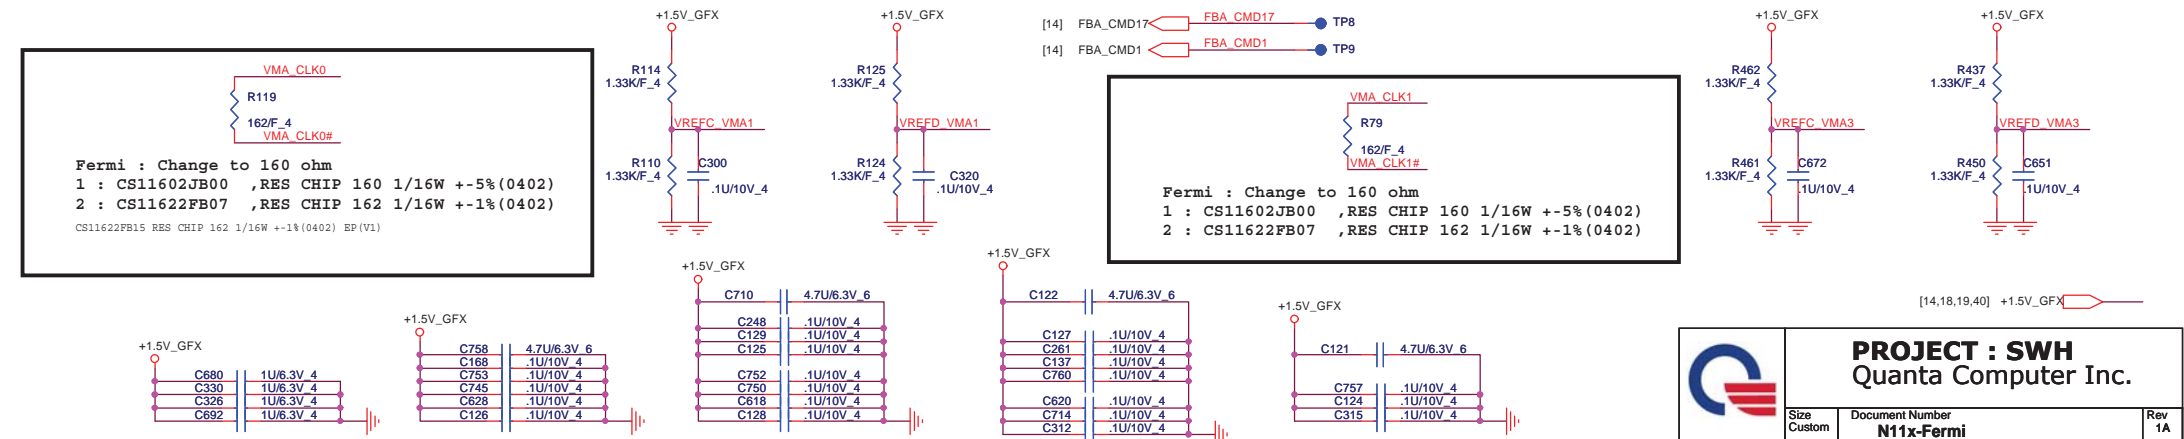 +1.5V_GFX
+1.5V_GFX
[14] FBA_CMD17 FBA_CMD17 TP8
[14] FBA_CMD1 FBA_CMD1 TP9
+1.5V_GFX
+1.5V_GFX
VMA_CLK0
R119
162/F_4
VMA_CLK0#
Fermi : Change to 160 ohm
1 : CS11602JB00 ,RES CHIP 160 1/16W +-5%(0402)
2 : CS11622FB07 ,RES CHIP 162 1/16W +-1%(0402)
CS11622FB15 RES CHIP 162 1/16W +-1%(0402) EP(V1)
R114
1.33K/F_4
VREFC_VMA1
R110
1.33K/F_4
C300
.1U/10V_4
R125
1.33K/F_4
VREFD_VMA1
R124
1.33K/F_4
C320
.1U/10V_4
VMA_CLK1
R79
162/F_4
VMA_CLK1#
Fermi : Change to 160 ohm
1 : CS11602JB00 ,RES CHIP 160 1/16W +-5%(0402)
2 : CS11622FB07 ,RES CHIP 162 1/16W +-1%(0402)
R462
1.33K/F_4
VREFC_VMA3
R461
1.33K/F_4
C672
.1U/10V_4
R437
1.33K/F_4
VREFD_VMA3
R450
1.33K/F_4
C651
.1U/10V_4
+1.5V_GFX
C680 1U/6.3V_4
C330 1U/6.3V_4
C326 1U/6.3V_4
C692 1U/6.3V_4
+1.5V_GFX
C758 4.7U/6.3V_6
C168 .1U/10V_4
C753 .1U/10V_4
C745 .1U/10V_4
C628 .1U/10V_4
C126 .1U/10V_4
+1.5V_GFX
C710 4.7U/6.3V_6
C248 .1U/10V_4
C129 .1U/10V_4
C125 .1U/10V_4
C752 .1U/10V_4
C750 .1U/10V_4
C618 .1U/10V_4
C128 .1U/10V_4
+1.5V_GFX
C122 4.7U/6.3V_6
C127 .1U/10V_4
C261 .1U/10V_4
C137 .1U/10V_4
C760 .1U/10V_4
C620 .1U/10V_4
C714 .1U/10V_4
C312 .1U/10V_4
+1.5V_GFX
C121 4.7U/6.3V_6
C757 .1U/10V_4
C124 .1U/10V_4
C315 .1U/10V_4
[14,18,19,40] +1.5V_GFX
PROJECT : SWH
Quanta Computer Inc.
Size Document Number Rev
Custom N11x-Fermi 1A